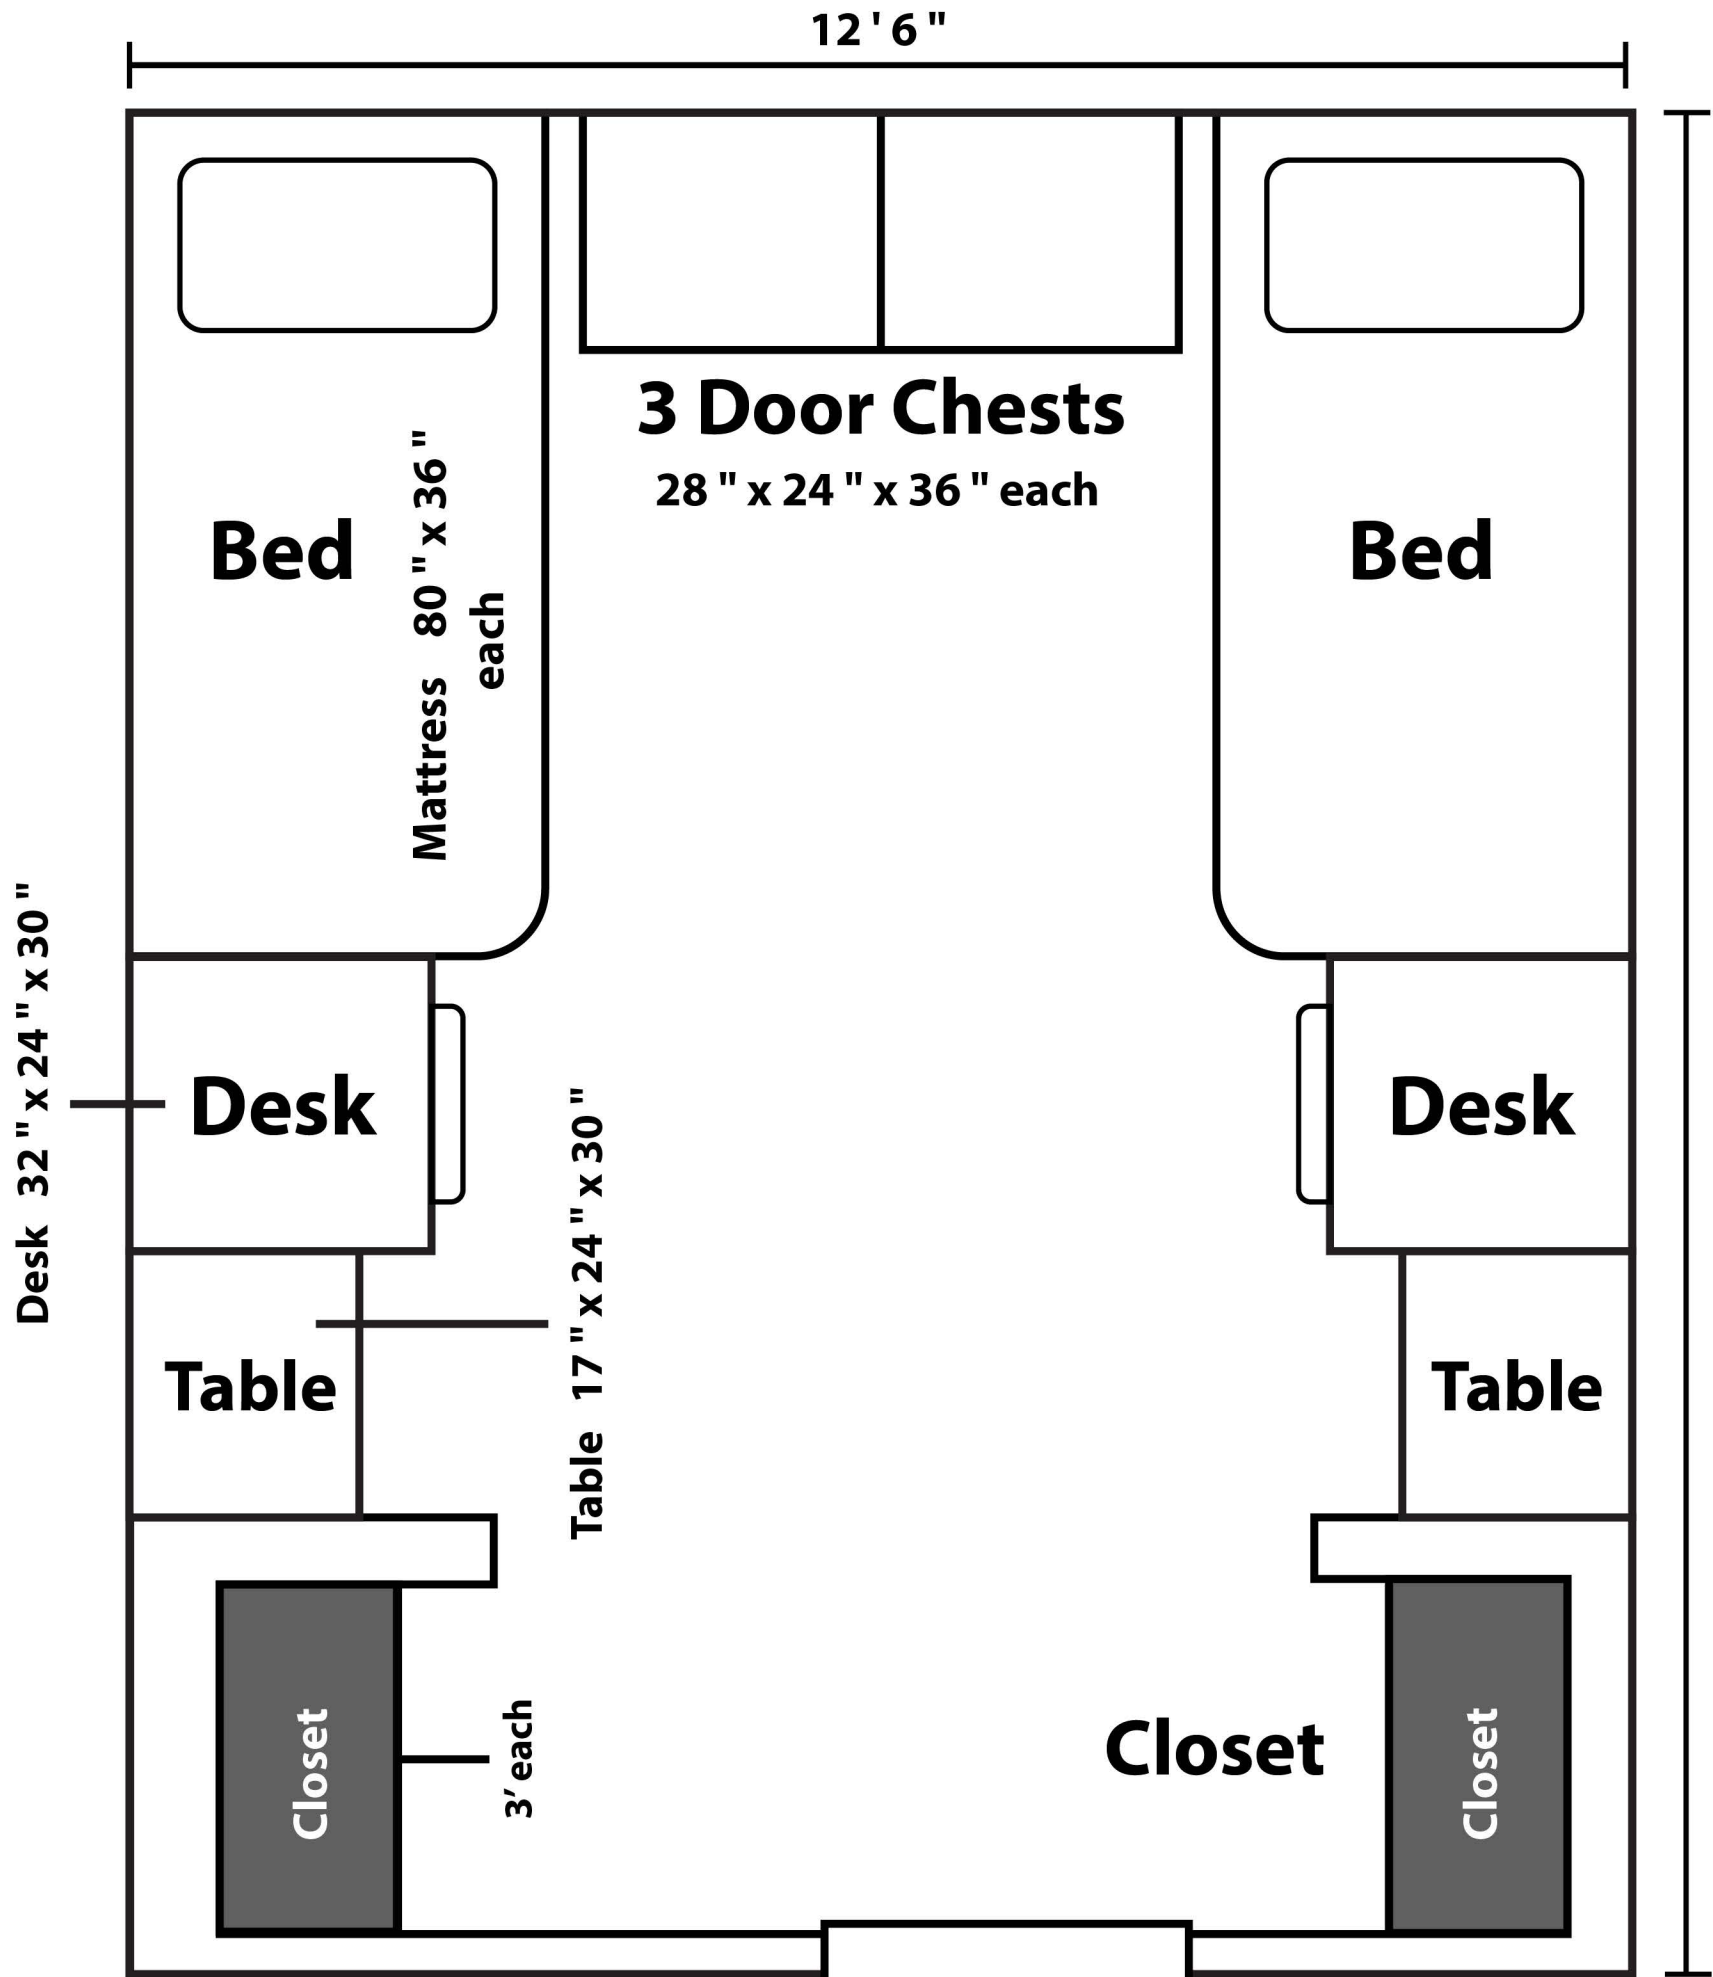 12 ' 6 "
3 Door Chests
28 " x 24 " x 36 " each
Bed
Mattress 80 " x 36 "
each
Bed
Desk 32 " x 24 " x 30 "
Desk
Desk
Table 17 " x 24 " x 30 "
Table
Table
Closet
3’ each
Closet
Closet